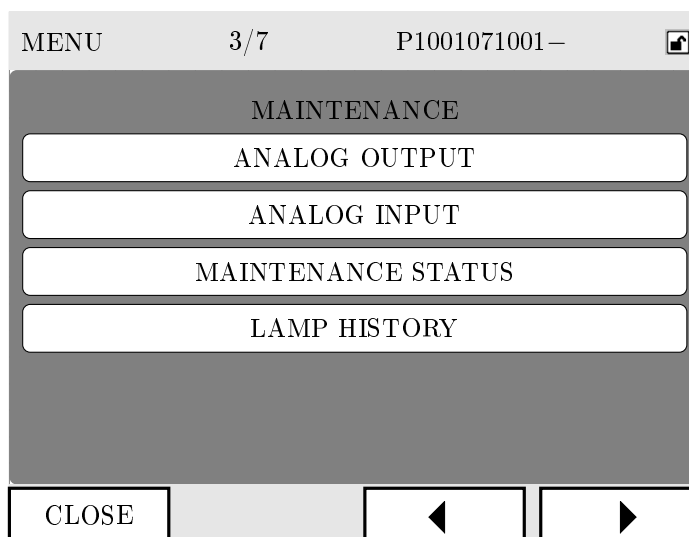 MENU 3/7 P1001071001−
MAINTENANCE
ANALOG OUTPUT
ANALOG INPUT
MAINTENANCE STATUS
LAMP HISTORY
CLOSE